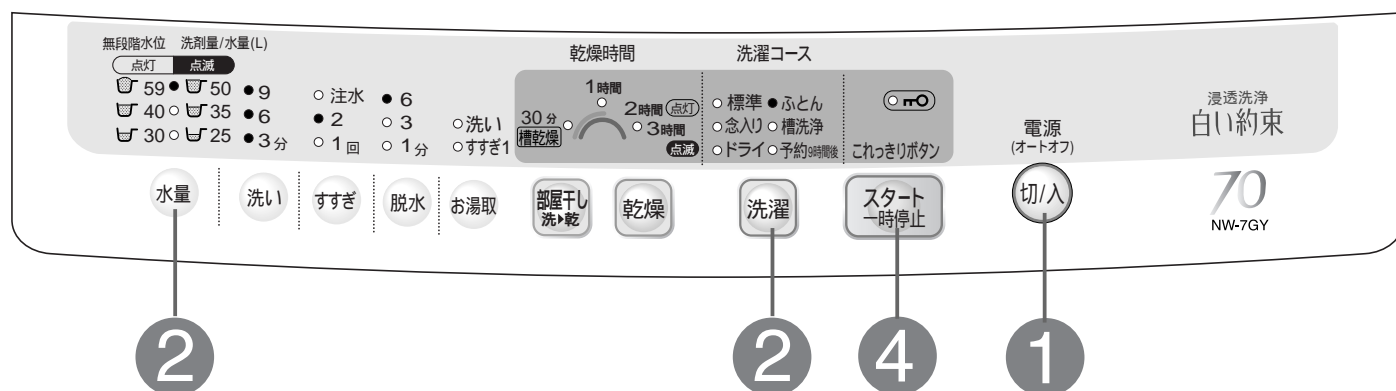 無段階水位 洗剤量/水量(L)
点灯 点滅
59 50
40 35
30 25
9
6
3分
注水
2
1回
6
3
1分
洗い
すすぎ1
乾燥時間
30分
槽乾燥
1時間
2時間 点灯
3時間
点滅
洗濯コース
標準 ふとん
念入り 槽洗浄
ドライ 予約9時間後
これっきりボタン
電源
(オートオフ)
浸透洗浄
白い約束
水量
洗い
すすぎ
脱水
お湯取
部屋干し
洗▶乾
乾燥
洗濯
スタート
一時停止
切/入
70
NW-7GY
2
2
4
1